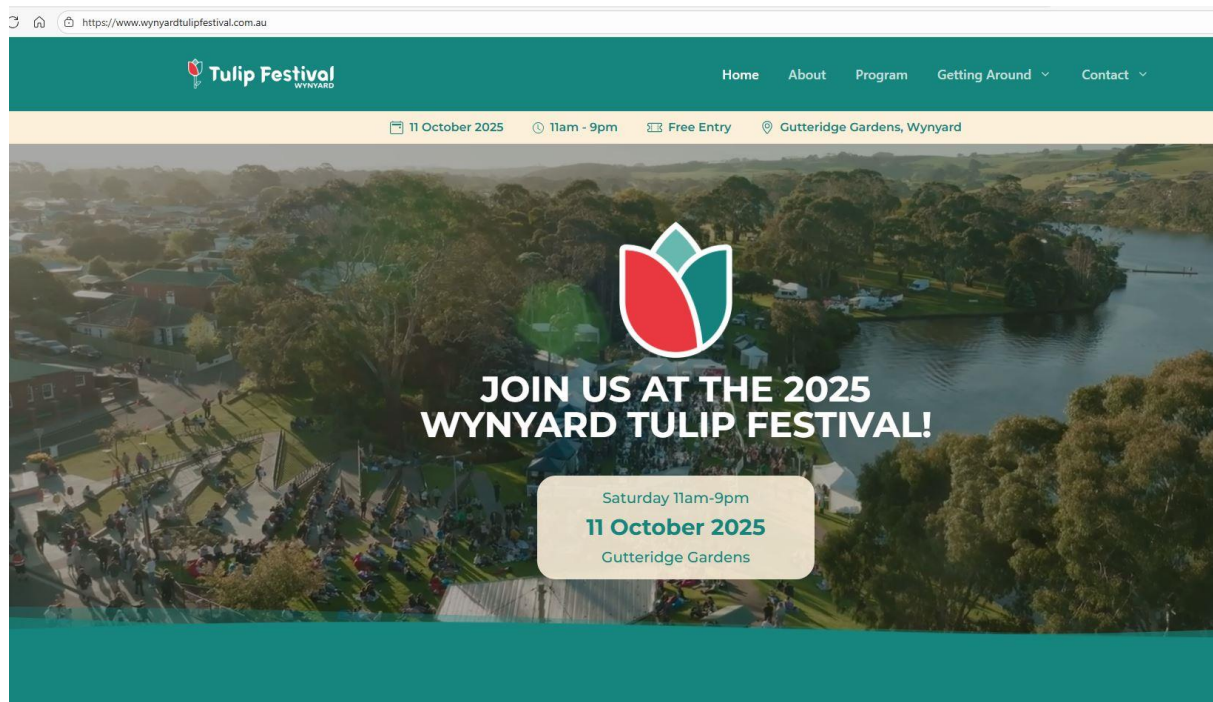 https://www.wynyardtulipfestival.com.au
Tulip Festival
WYNYARD
Home About Program Getting Around Contact
11 October 2025 11am - 9pm Free Entry Gutteridge Gardens, Wynyard
JOIN US AT THE 2025
WYNYARD TULIP FESTIVAL!
Saturday 11am-9pm
11 October 2025
Gutteridge Gardens